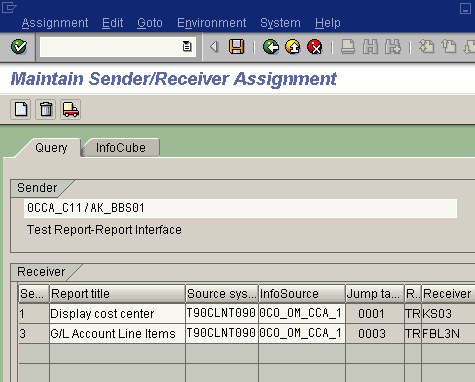 Assignment Edit Goto Environment System Help
Maintain Sender/Receiver Assignment
Query InfoCube
Sender
0CCA_C11/AK_BBS01
Test Report-Report Interface
Receiver
Se... Report title Source sys... InfoSource Jump ta... R.. Receiver
1 Display cost center T90CLNT090 0CO_OM_CCA_1 0001 TR KS03
3 G/L Account Line Items T90CLNT090 0CO_OM_CCA_1 0003 TR FBL3N